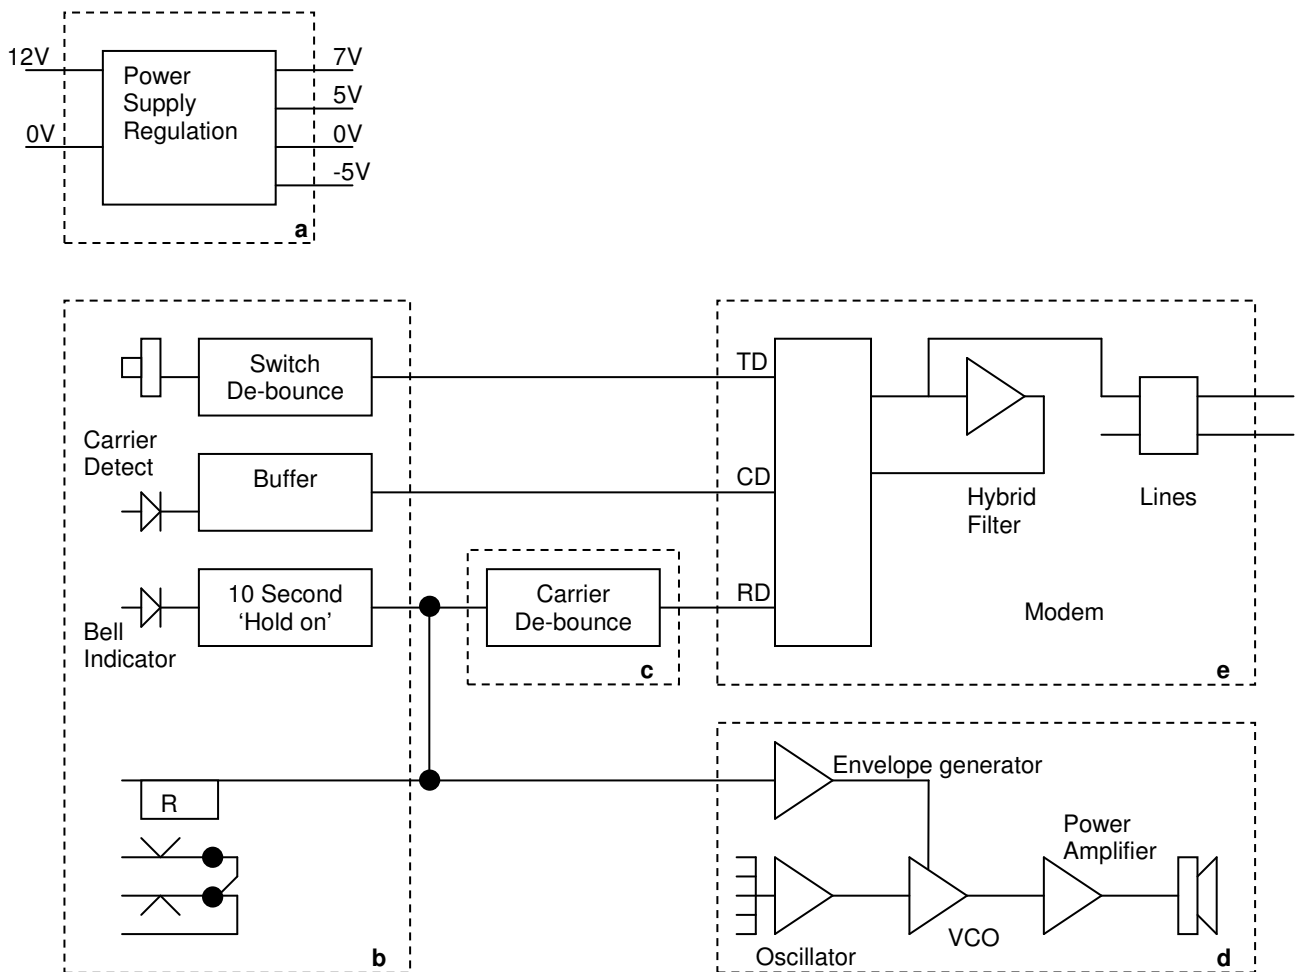 12V
7V
Power
Supply
Regulation
5V
0V
0V
-5V
a
Switch
De-bounce
TD
Carrier
Detect
Buffer
CD
Hybrid
Filter
Lines
10 Second
‘Hold on’
Carrier
De-bounce
RD
Modem
Bell
Indicator
c
e
Envelope generator
R
Power
Amplifier
VCO
Oscillator
b
d